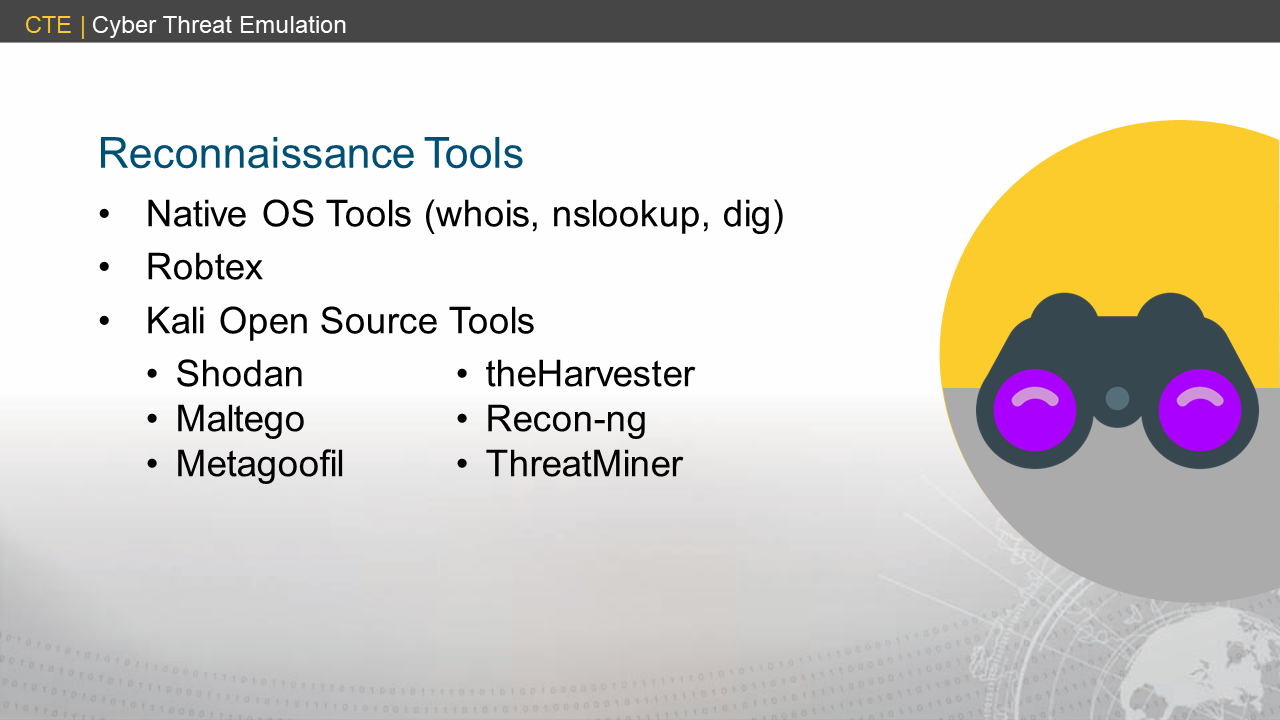 CTE | Cyber Threat Emulation
Reconnaissance Tools
• Native OS Tools (whois, nslookup, dig)
• Robtex
• Kali Open Source Tools
• Shodan
• Maltego
• Metagoofil
• theHarvester
• Recon-ng
• ThreatMiner